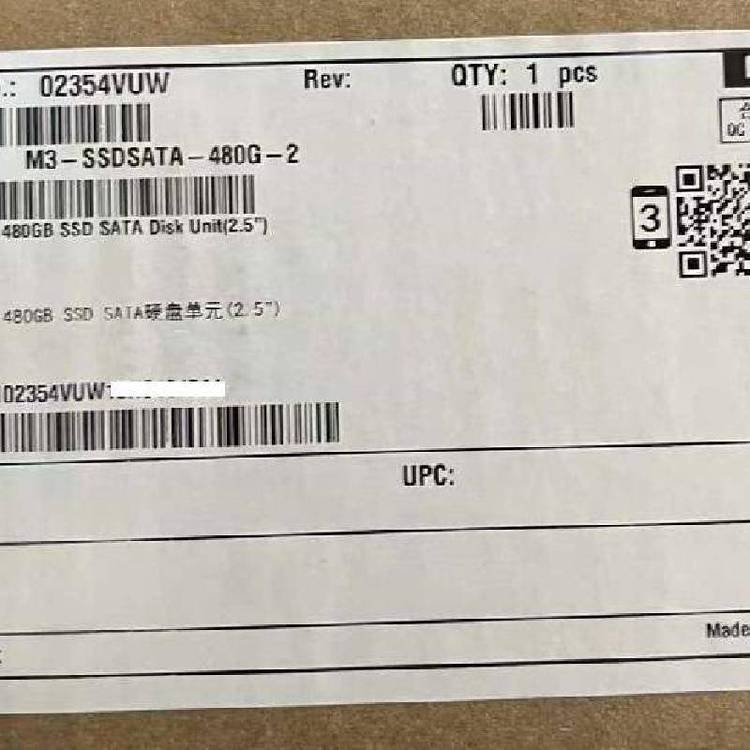 .: 02354VUW Rev: QTY: 1 pcs
QC
M3-SSDSATA-480G-2
3
480GB SSD SATA Disk Unit(2.5")
480GB SSD SATA硬盘单元(2.5")
02354VUW
UPC:
Made